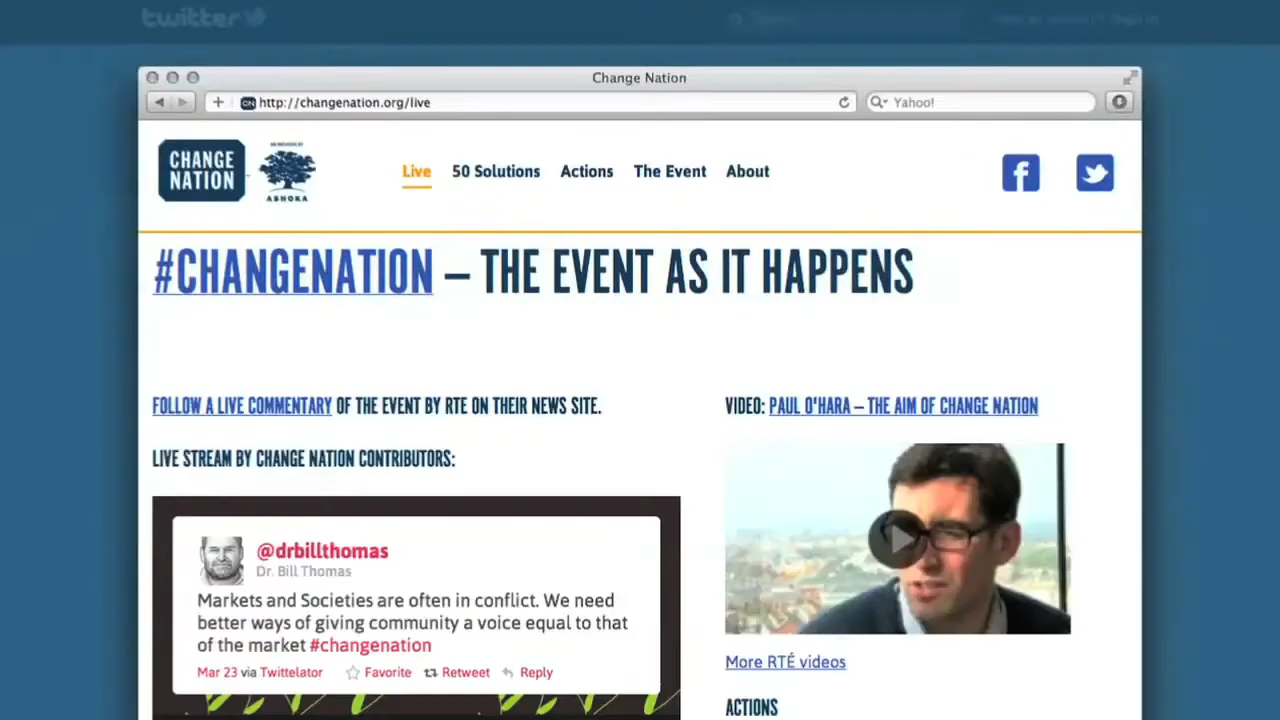 twitter
Change Nation
http://changenation.org/live
Yahoo!
CHANGE
NATION
ASHOKA
Live
50 Solutions
Actions
The Event
About
#CHANGENATION – THE EVENT AS IT HAPPENS
FOLLOW A LIVE COMMENTARY OF THE EVENT BY RTE ON THEIR NEWS SITE.
LIVE STREAM BY CHANGE NATION CONTRIBUTORS:
@drbillthomas
Dr. Bill Thomas
Markets and Societies are often in conflict. We need
better ways of giving community a voice equal to that
of the market #changenation
Mar 23 via Twittelator Favorite Retweet Reply
VIDEO: PAUL O'HARA – THE AIM OF CHANGE NATION
More RTÉ videos
ACTIONS